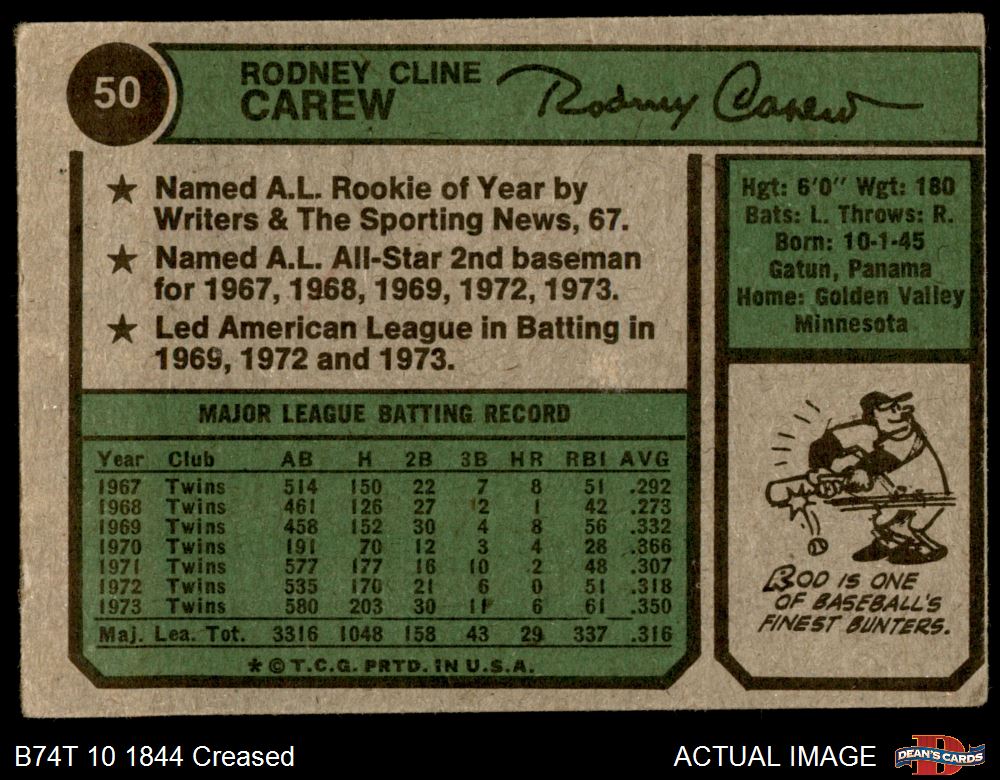 50
RODNEY CLINE
CAREW
Rodney Carew
★ Named A.L. Rookie of Year by
Writers & The Sporting News, 67.
★ Named A.L. All-Star 2nd baseman
for 1967, 1968, 1969, 1972, 1973.
★ Led American League in Batting in
1969, 1972 and 1973.
Hgt: 6'0" Wgt: 180
Bats: L. Throws: R.
Born: 10-1-45
Gatun, Panama
Home: Golden Valley
Minnesota
MAJOR LEAGUE BATTING RECORD
Year Club AB H 2B 3B HR RBI AVG
1967 Twins 514 150 22 7 8 51 .292
1968 Twins 461 126 27 2 1 42 .273
1969 Twins 458 152 30 4 8 56 .332
1970 Twins 191 70 12 3 4 28 .366
1971 Twins 577 177 16 10 2 48 .307
1972 Twins 535 170 21 6 0 51 .318
1973 Twins 580 203 30 11 6 61 .350
Maj. Lea. Tot. 3316 1048 158 43 29 337 .316
* © T.C.G. PRTD. IN U.S.A.
ROD IS ONE
OF BASEBALL'S
FINEST BUNTERS.
B74T 10 1844 Creased
ACTUAL IMAGE
DEAN'S CARDS